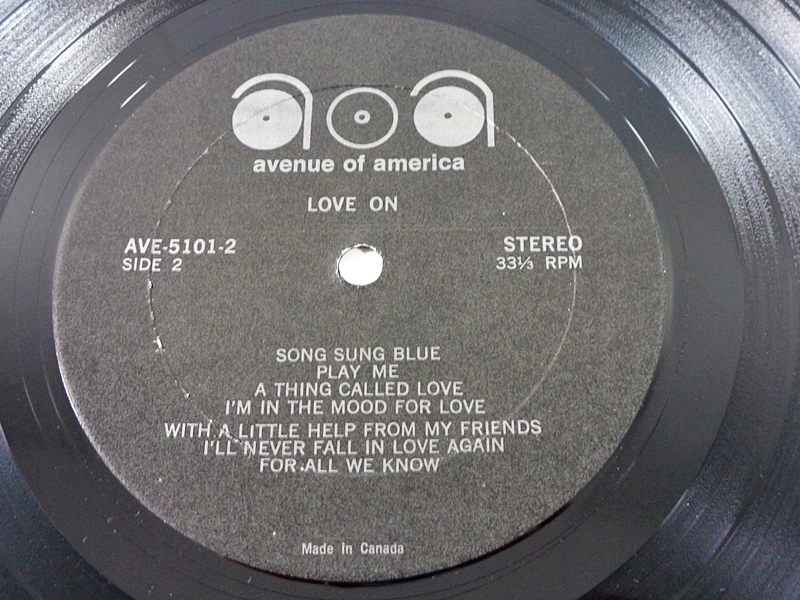 aoa
avenue of america
LOVE ON
AVE-5101-2
SIDE 2
STEREO
33⅓ RPM
SONG SUNG BLUE
PLAY ME
A THING CALLED LOVE
I'M IN THE MOOD FOR LOVE
WITH A LITTLE HELP FROM MY FRIENDS
I'LL NEVER FALL IN LOVE AGAIN
FOR ALL WE KNOW
Made In Canada